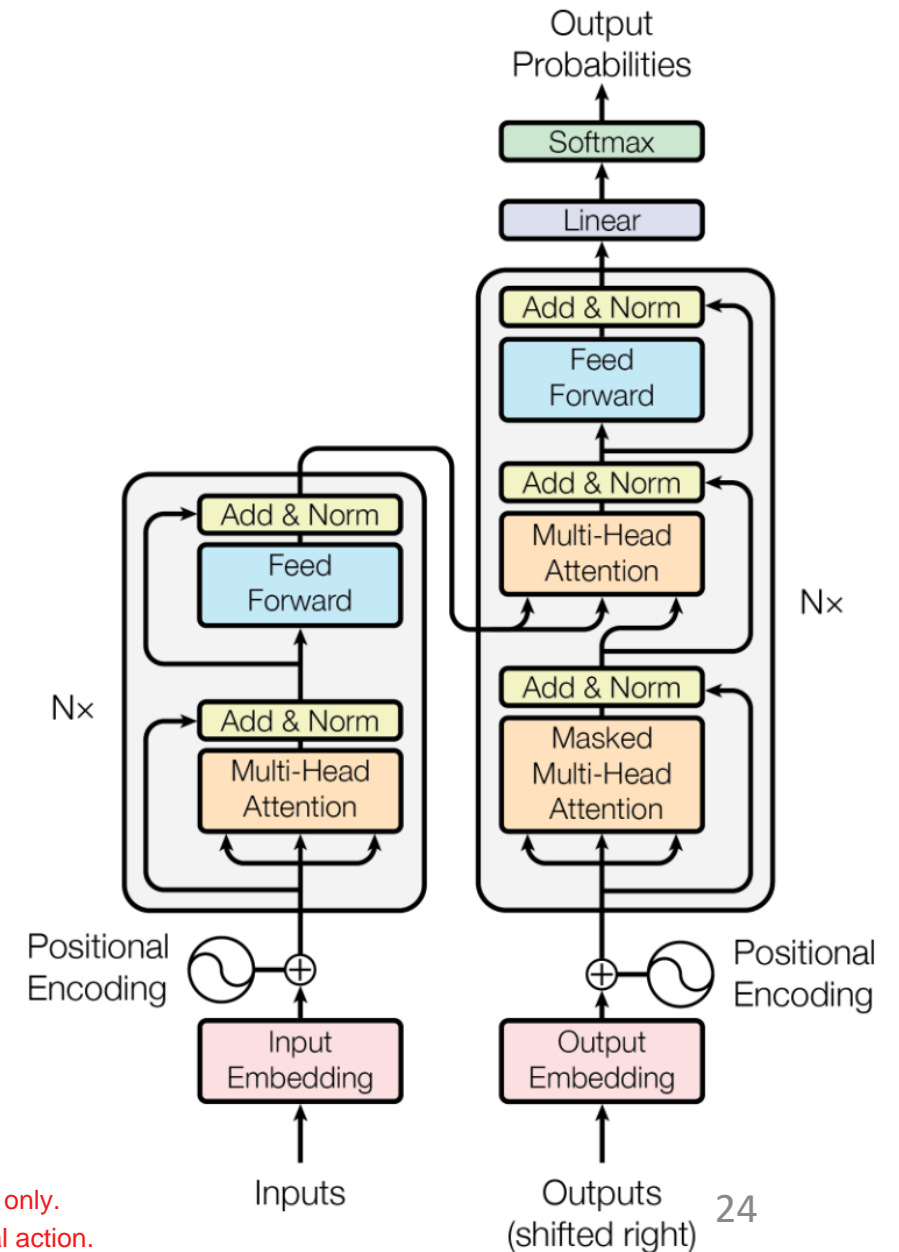 Output
Probabilities
Softmax
Linear
Add & Norm
Feed
Forward
Add & Norm
Multi-Head
Attention
Add & Norm
Masked
Multi-Head
Attention
Nx
Add & Norm
Feed
Forward
Add & Norm
Multi-Head
Attention
Nx
Positional
Encoding
Positional
Encoding
Input
Embedding
Output
Embedding
Inputs
Outputs
(shifted right)
24
only.
action.